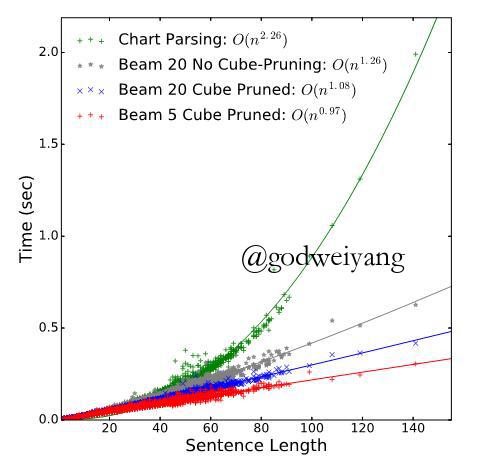 Chart Parsing: O(n^2.26)
Beam 20 No Cube-Pruning: O(n^1.26)
Beam 20 Cube Pruned: O(n^1.08)
Beam 5 Cube Pruned: O(n^0.97)
2.0
1.5
1.0
0.5
0.0
Time (sec)
@godweiyang
20 40 60 80 100 120 140
Sentence Length